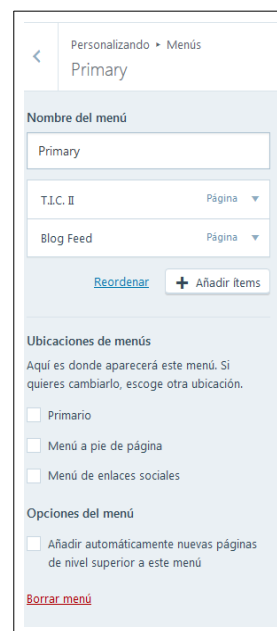 Personalizando ▸ Menús
Primary
Nombre del menú
Primary
T.I.C. II Página
Blog Feed Página
Reordenar + Añadir ítems
Ubicaciones de menús
Aquí es donde aparecerá este menú. Si
quieres cambiarlo, escoge otra ubicación.
Primario
Menú a pie de página
Menú de enlaces sociales
Opciones del menú
Añadir automáticamente nuevas páginas
de nivel superior a este menú
Borrar menú